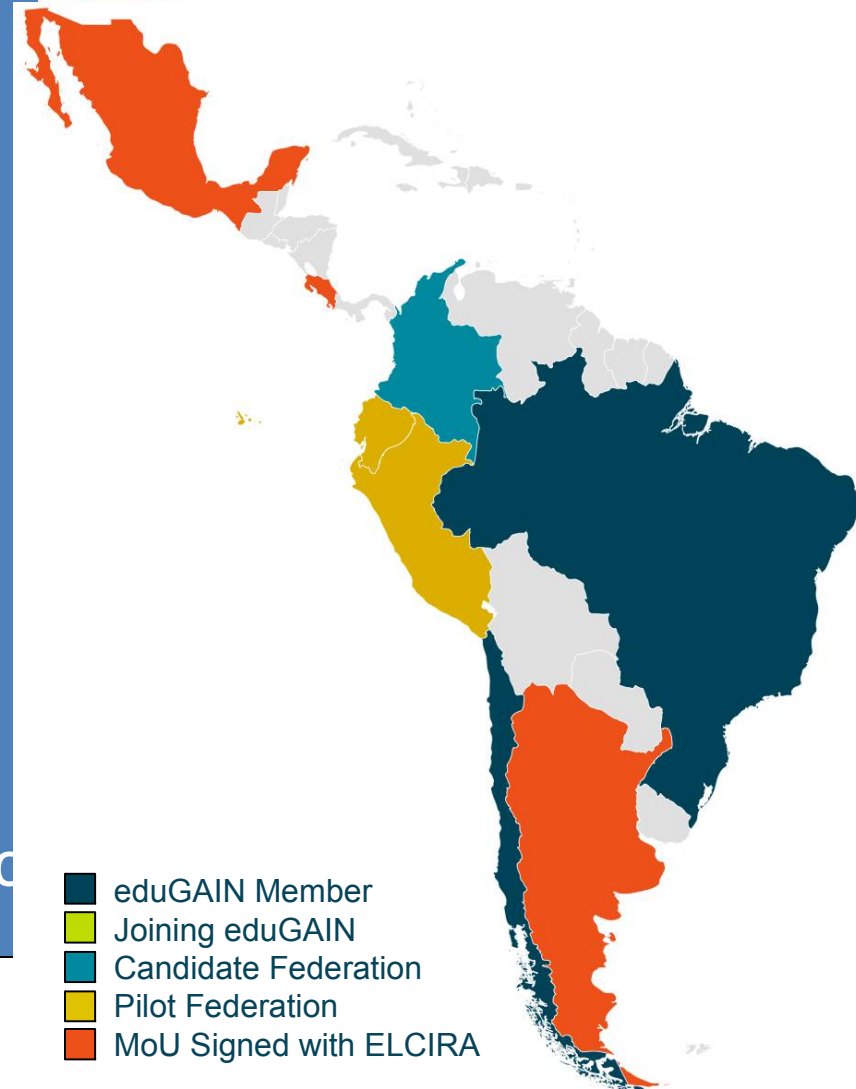 eduGAIN Member
Joining eduGAIN
Candidate Federation
Pilot Federation
MoU Signed with ELCIRA